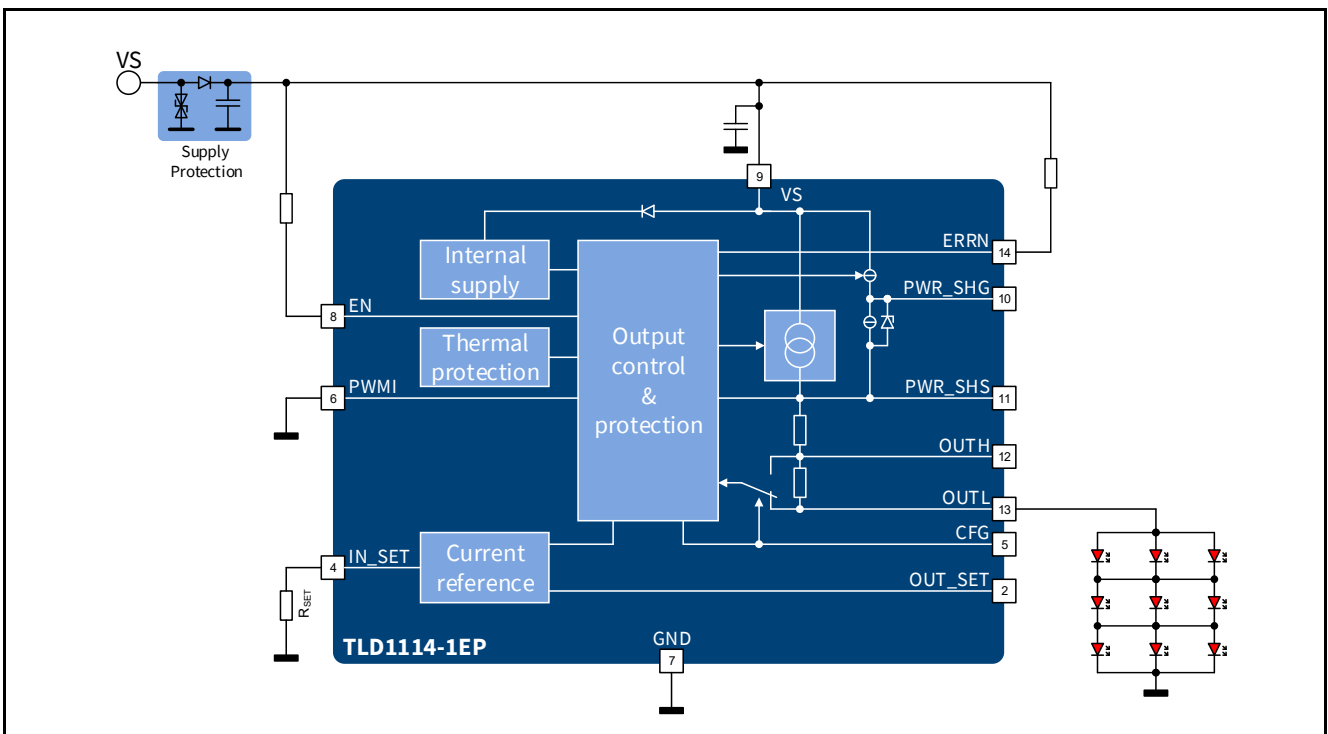 VS
Supply
Protection
9
VS
Internal
supply
ERRN
14
PWR_SHG
10
EN
8
Thermal
protection
Output
control
&
protection
PWMI
6
PWR_SHS
11
OUTH
12
OUTL
13
CFG
5
IN_SET
4
Current
reference
OUT_SET
2
RSET
TLD1114-1EP
GND
7